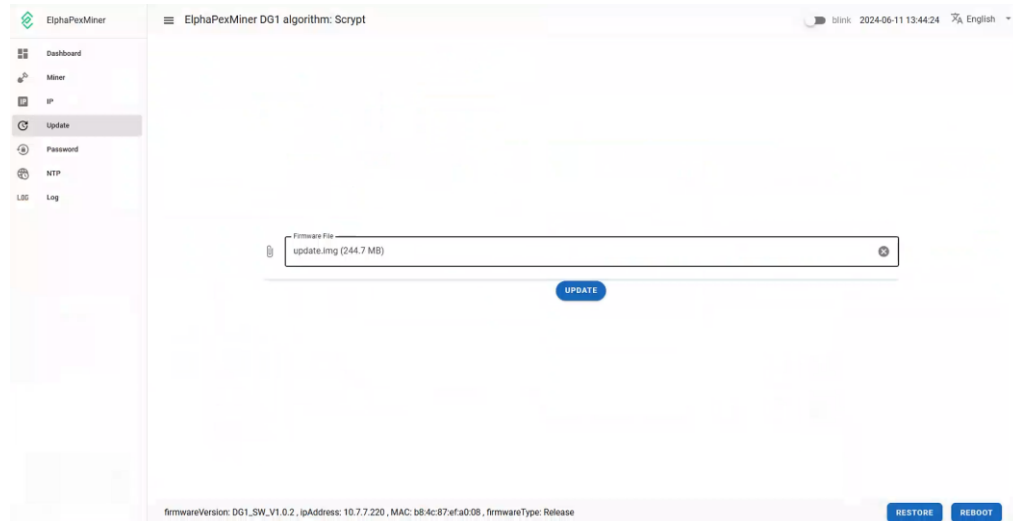 ElphaPexMiner
ElphaPexMiner DG1 algorithm: Scrypt
blink 2024-06-11 13:44:24 English
Dashboard
Miner
IP IP
Update
Password
NTP
LOG Log
Firmware File
update.img (244.7 MB)
UPDATE
firmwareVersion: DG1_SW_V1.0.2 , ipAddress: 10.7.7.220 , MAC: b8:4c:87:ef:a0:08 , firmwareType: Release
RESTORE REBOOT